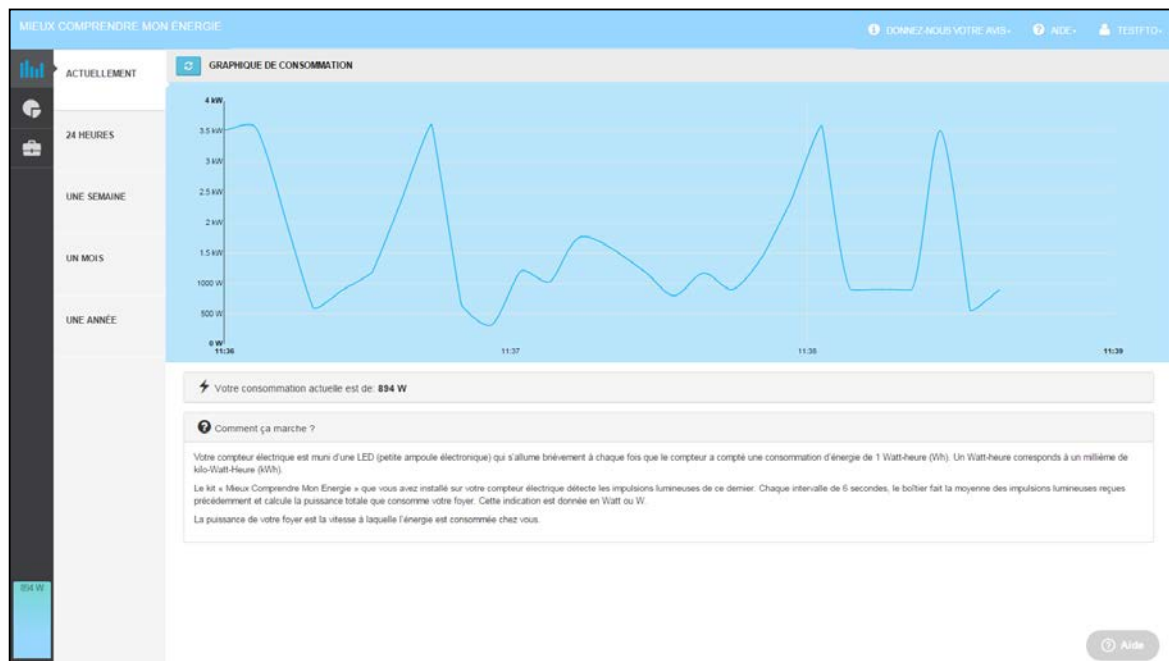 MIEUX COMPRENDRE MON ÉNERGIE
DONNEZ-NOUS VOTRE AVIS
AIDE
TESTFTO
ACTUELLEMENT
24 HEURES
UNE SEMAINE
UN MOIS
UNE ANNÉE
GRAPHIQUE DE CONSOMMATION
4 kW
3.5 kW
3 kW
2.5 kW
2 kW
1.5 kW
1000 W
500 W
0 W
11:36
11:37
11:38
11:39
Votre consommation actuelle est de: 894 W
Comment ça marche ?
Votre compteur électrique est muni d'une LED (petite ampoule électronique) qui s'allume brièvement à chaque fois que le compteur a compté une consommation d'énergie de 1 Watt-heure (Wh). Un Watt-heure corresponds à un millième de
kilo-Watt-Heure (kWh).
Le kit « Mieux Comprendre Mon Energie » que vous avez installé sur votre compteur électrique détecte les impulsions lumineuses de ce dernier. Chaque intervalle de 6 secondes, le boîtier fait la moyenne des impulsions lumineuses reçues
précédemment et calcule la puissance totale que consomme votre foyer. Cette indication est donnée en Watt ou W.
La puissance de votre foyer est la vitesse à laquelle l'énergie est consommée chez vous.
894 W
Aide